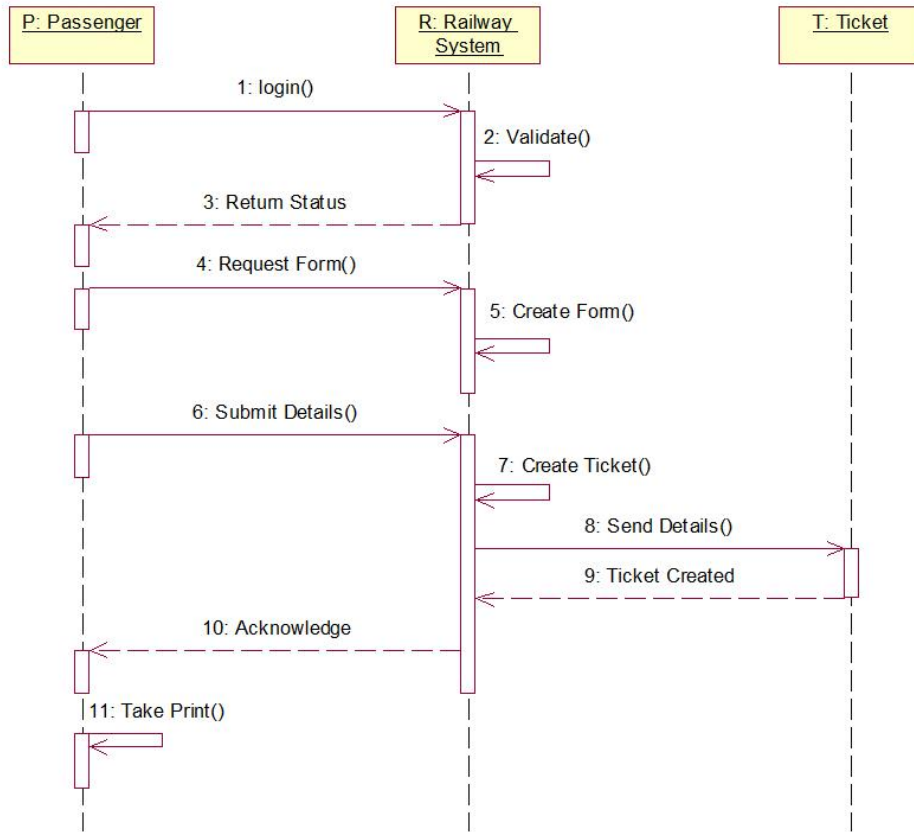 P: Passenger
R: Railway
System
T: Ticket
1: login()
2: Validate()
3: Return Status
4: Request Form()
5: Create Form()
6: Submit Details()
7: Create Ticket()
8: Send Details()
9: Ticket Created
10: Acknowledge
11: Take Print()